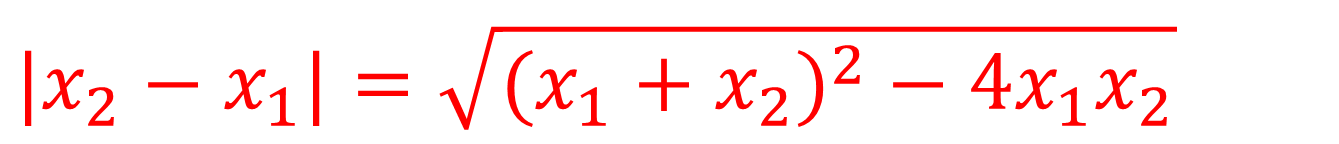 |x₂ − x₁| = √((x₁ + x₂)² − 4x₁x₂)